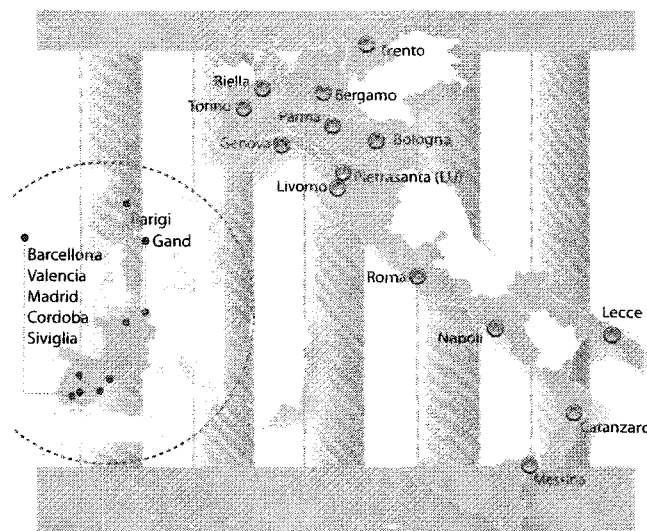 Trento
Biella
Bergamo
Torino
Parma
Genova
Bologna
Pietrasanta (LU)
Livorno
Parigi
Gand
Barcellona
Valencia
Madrid
Cordoba
Siviglia
Roma
Lecce
Napoli
Catanzaro
Messina